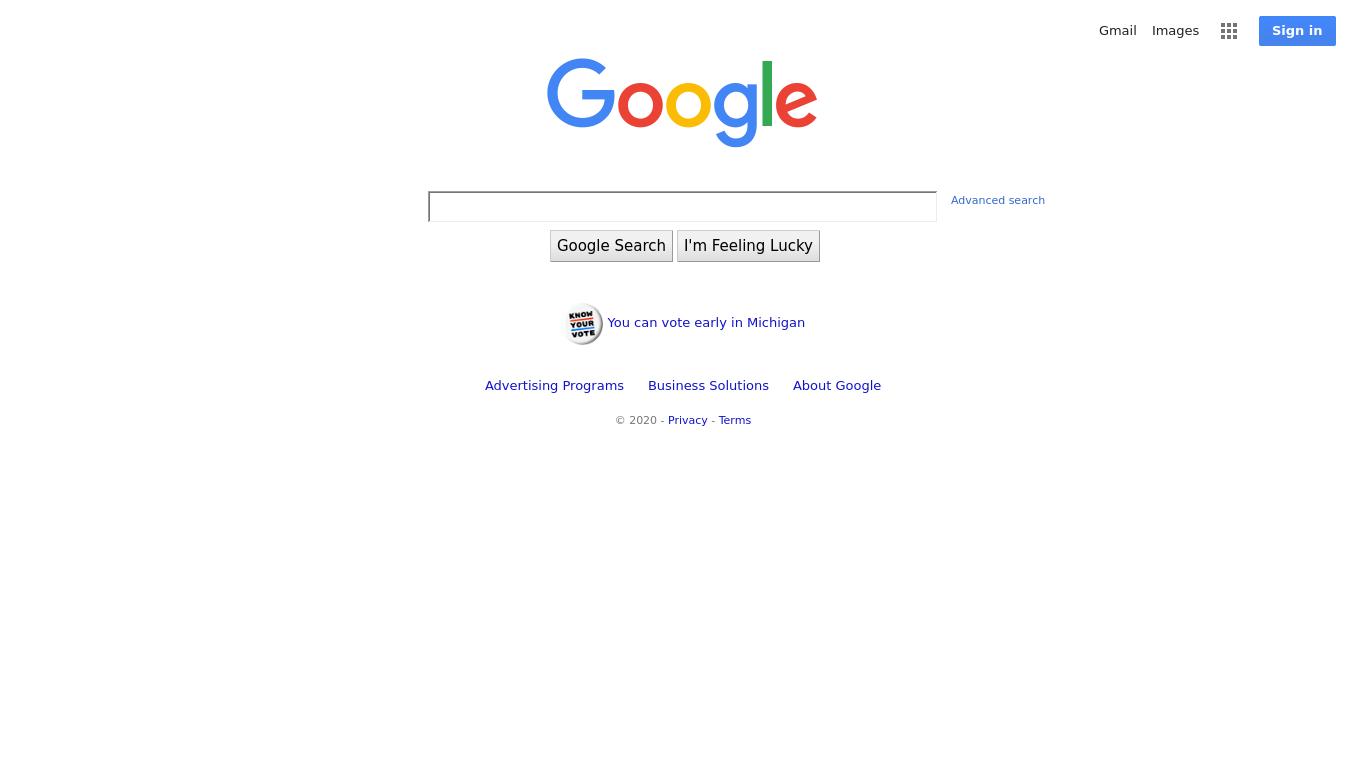 Gmail Images Sign in
Google
Advanced search
Google Search I'm Feeling Lucky
KNOW
YOUR
VOTE
You can vote early in Michigan
Advertising Programs Business Solutions About Google
© 2020 - Privacy - Terms